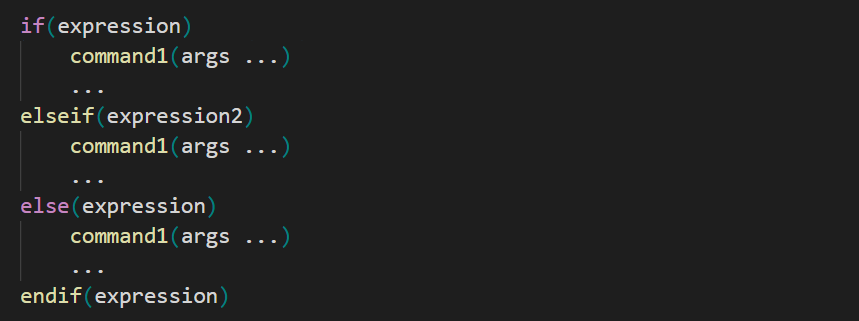 if(expression)
    command1(args ...)
    ...
elseif(expression2)
    command1(args ...)
    ...
else(expression)
    command1(args ...)
    ...
endif(expression)